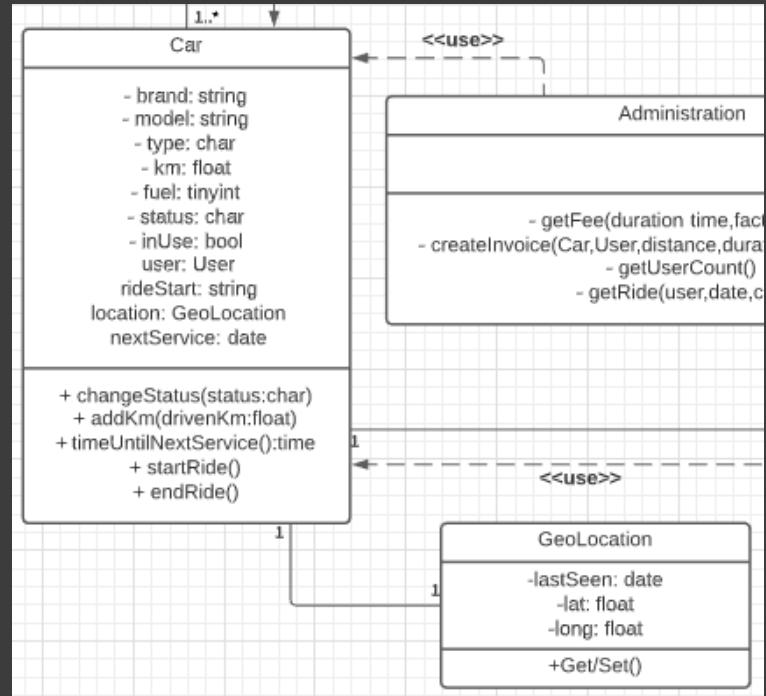 1..*
Car
- brand: string
- model: string
- type: char
- km: float
- fuel: tinyint
- status: char
- inUse: bool
user: User
rideStart: string
location: GeoLocation
nextService: date
+ changeStatus(status:char)
+ addKm(drivenKm:float)
+timeUntilNextService():time
+ startRide()
+ endRide()
<<use>>
Administration
- getFee(duration time,fact
- createInvoice(Car,User,distance,durat
- getUserCount()
- getRide(user,date,c
1
<<use>>
1
1
GeoLocation
-lastSeen: date
-lat: float
-long: float
+Get/Set()